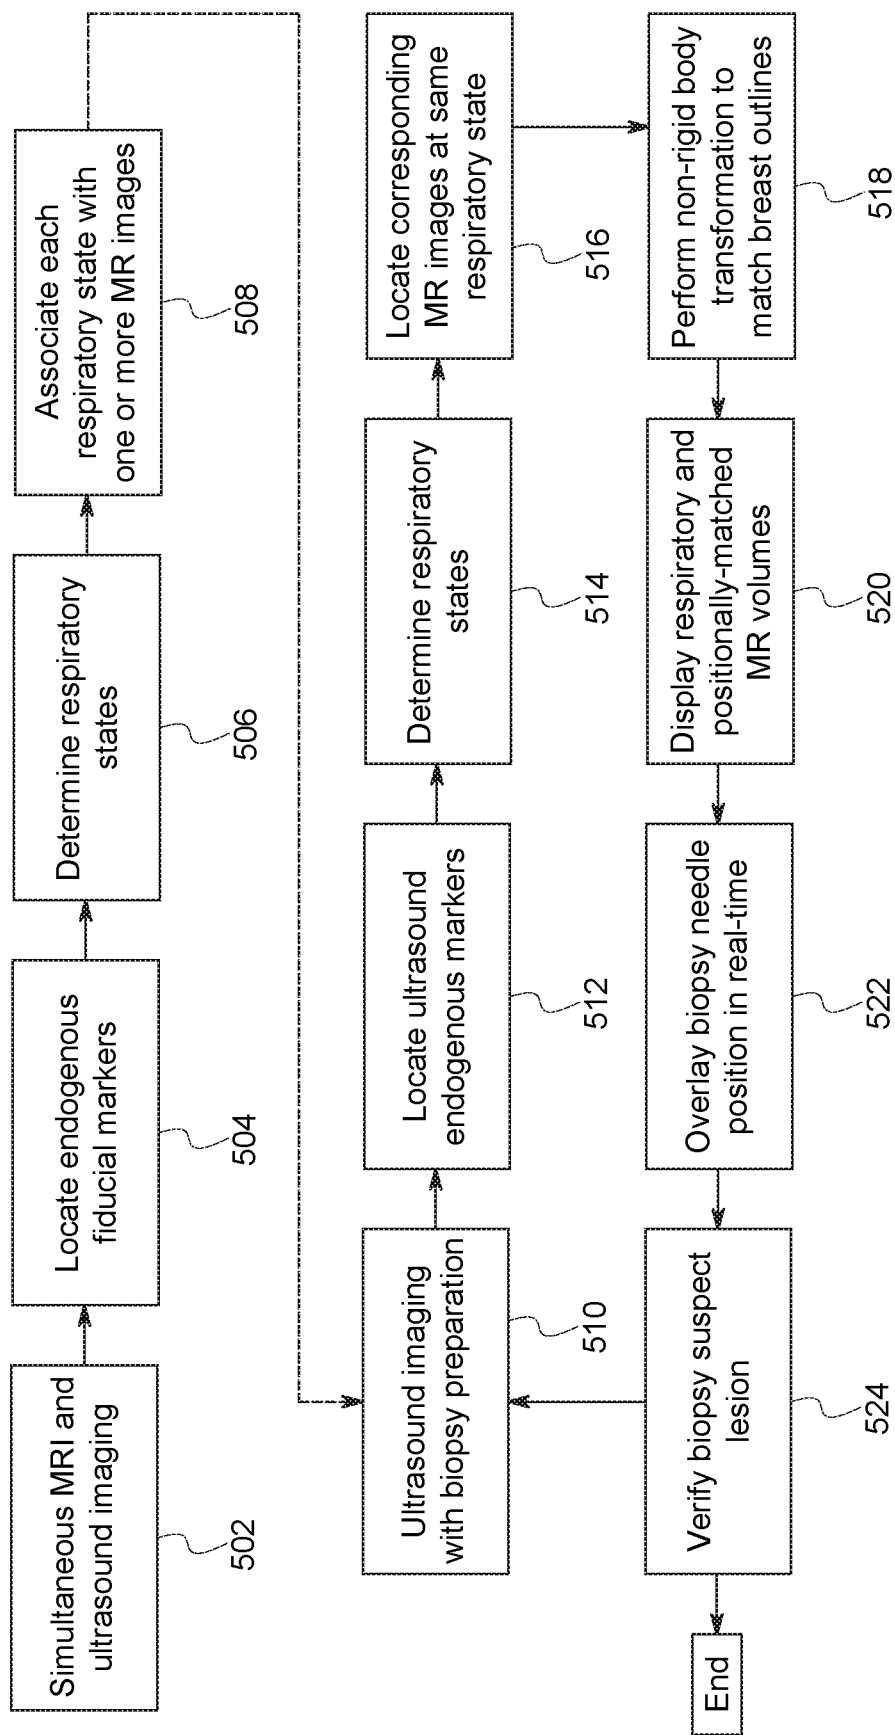 Simultaneous MRI and
ultrasound imaging
502
Locate endogenous
fiducial markers
504
Determine respiratory
states
506
Associate each
respiratory state with
one or more MR images
508
Ultrasound imaging
with biopsy preparation
510
Locate ultrasound
endogenous markers
512
Determine respiratory
states
514
Locate corresponding
MR images at same
respiratory state
516
Perform non-rigid body
transformation to
match breast outlines
518
Display respiratory and
positionally-matched
MR volumes
520
Overlay biopsy needle
position in real-time
522
Verify biopsy suspect
lesion
524
End